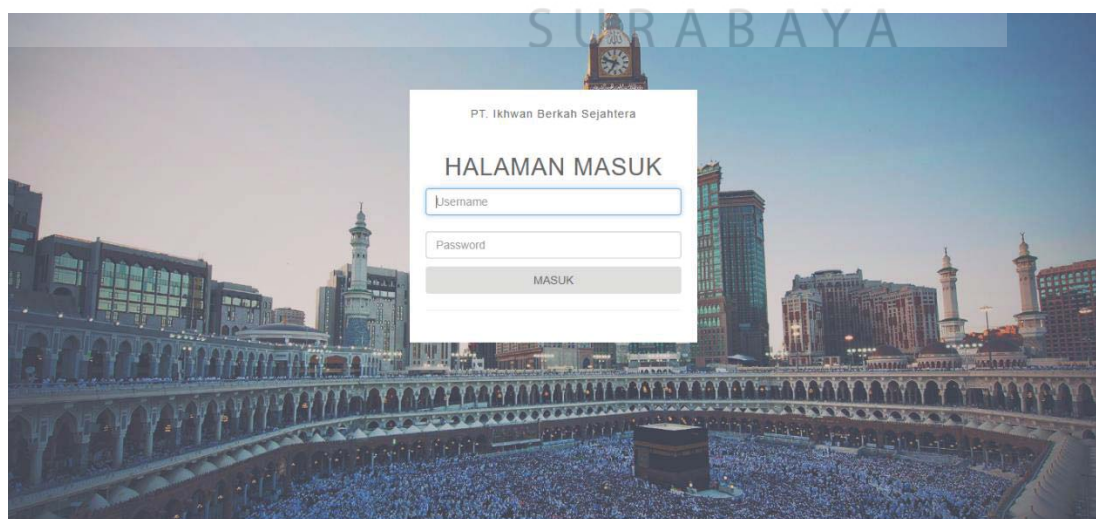 SURABAYA
PT. Ikhwan Berkah Sejahtera
HALAMAN MASUK
Username
Password
MASUK